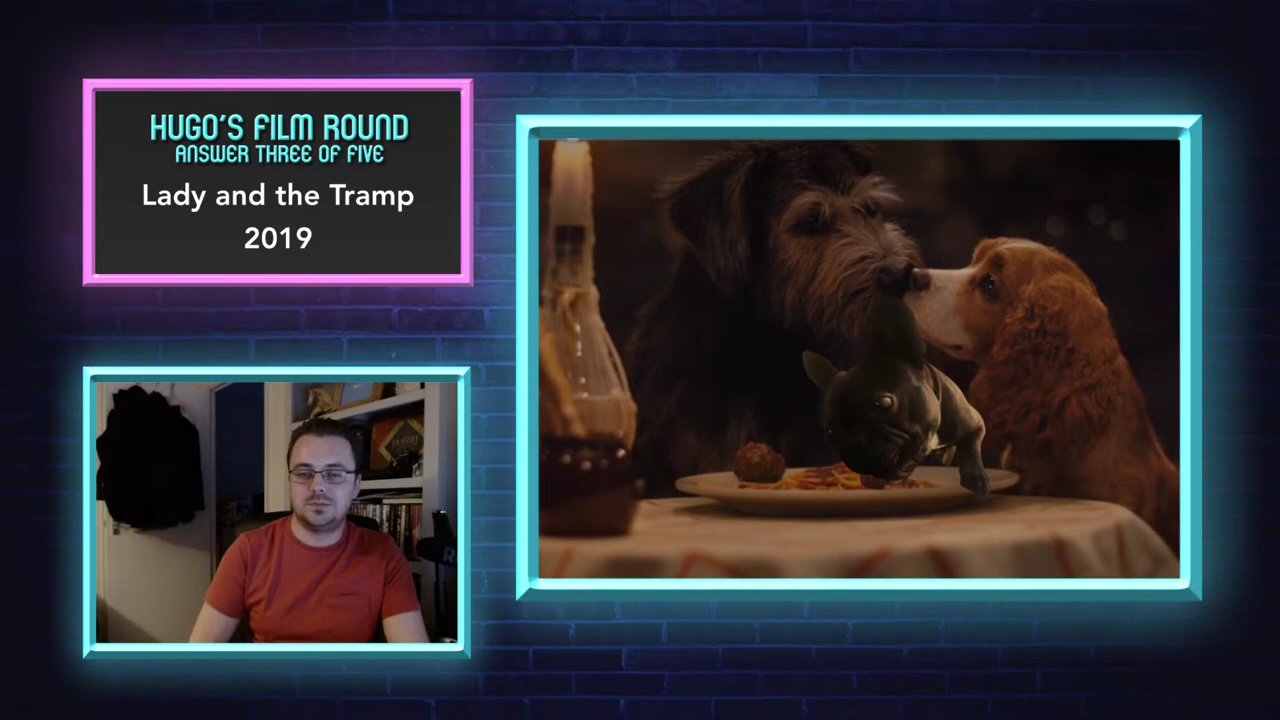 HUGO'S FILM ROUND
ANSWER THREE OF FIVE
Lady and the Tramp
2019